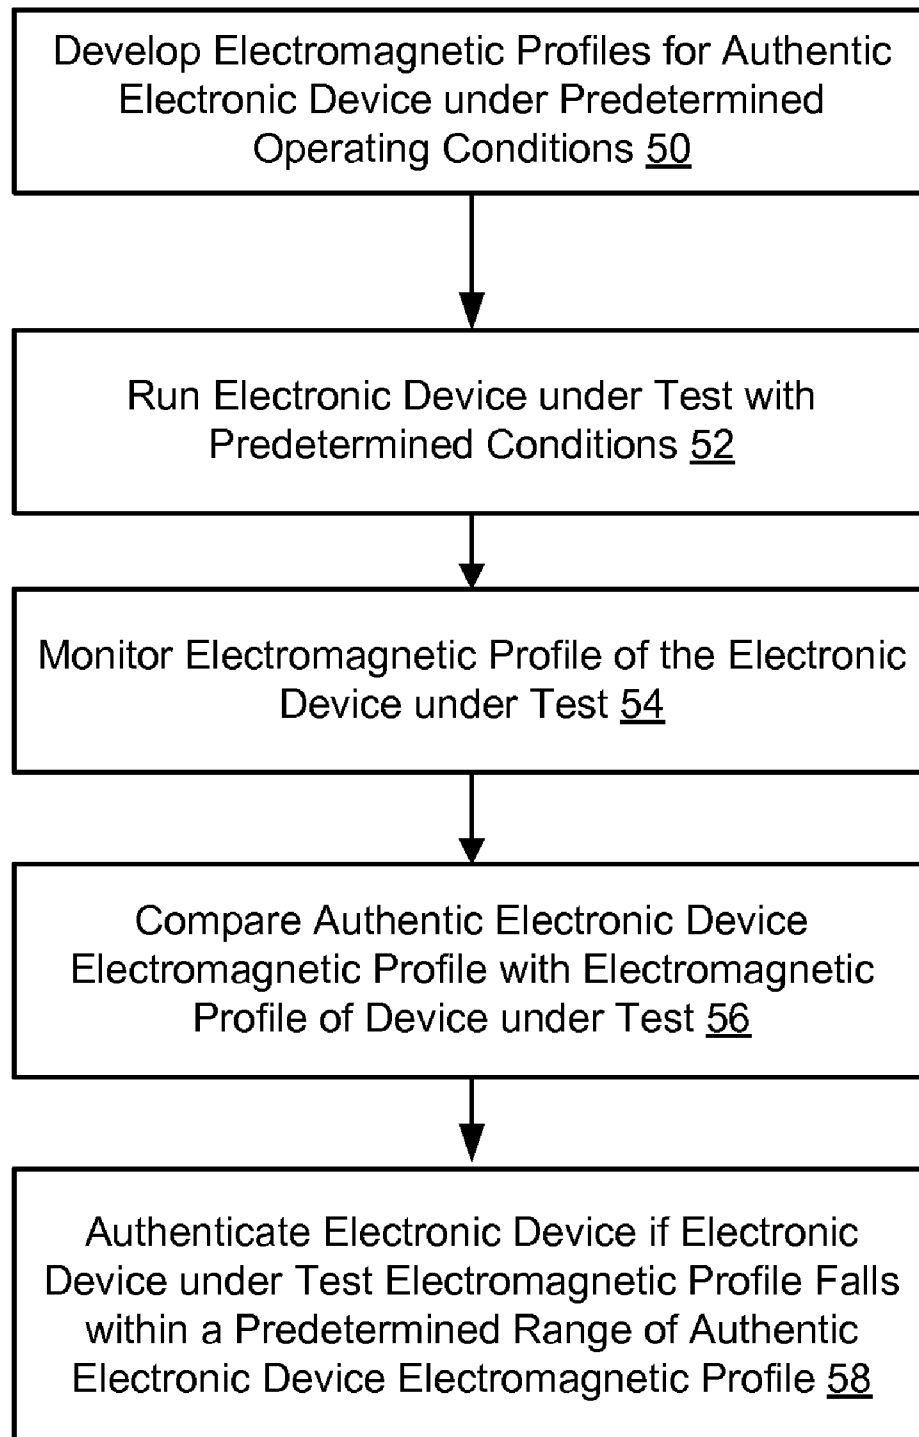 Develop Electromagnetic Profiles for Authentic
Electronic Device under Predetermined
Operating Conditions 50
Run Electronic Device under Test with
Predetermined Conditions 52
Monitor Electromagnetic Profile of the Electronic
Device under Test 54
Compare Authentic Electronic Device
Electromagnetic Profile with Electromagnetic
Profile of Device under Test 56
Authenticate Electronic Device if Electronic
Device under Test Electromagnetic Profile Falls
within a Predetermined Range of Authentic
Electronic Device Electromagnetic Profile 58